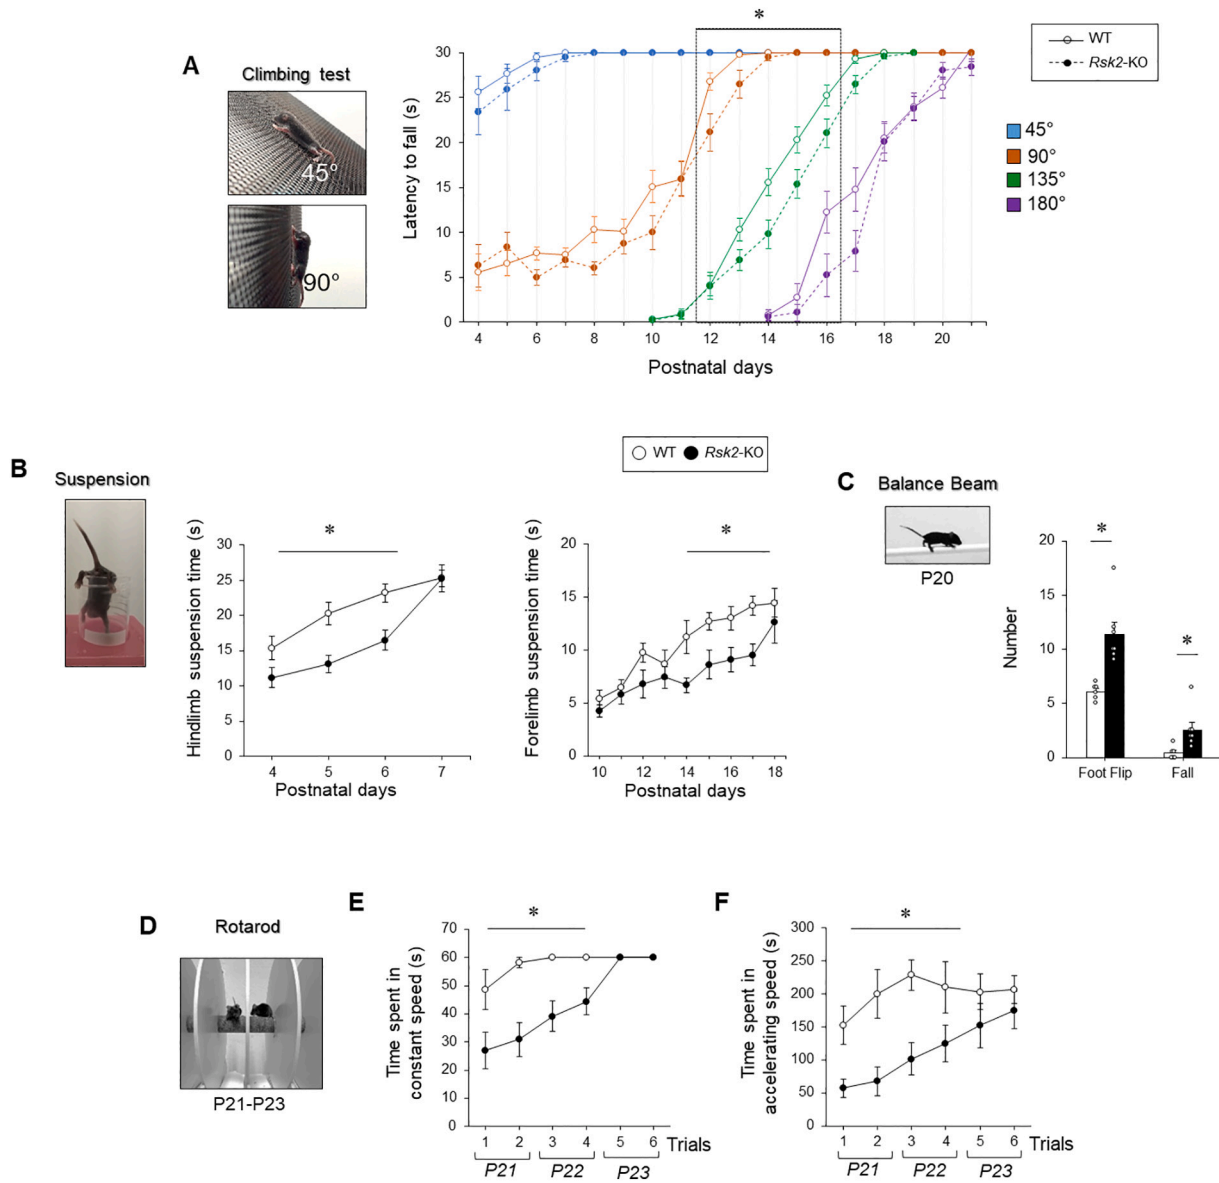 *
WT
Rsk2-KO
A
Climbing test
45°
90°
Latency to fall (s)
30
25
20
15
10
5
0
4 6 8 10 12 14 16 18 20
Postnatal days
45°
90°
135°
180°
WT Rsk2-KO
B
Suspension
*
Hindlimb suspension time (s)
30
25
20
15
10
5
0
4 5 6 7
Postnatal days
*
Forelimb suspension time (s)
20
15
10
5
0
10 12 14 16 18
Postnatal days
C
Balance Beam
P20
* *
Number
20
15
10
5
0
Foot Flip Fall
D
Rotarod
P21-P23
E
*
Time spent in
constant speed (s)
70
60
50
40
30
20
10
0
1 2 3 4 5 6 Trials
P21 P22 P23
F
*
Time spent in
accelerating speed (s)
300
250
200
150
100
50
0
1 2 3 4 5 6 Trials
P21 P22 P23